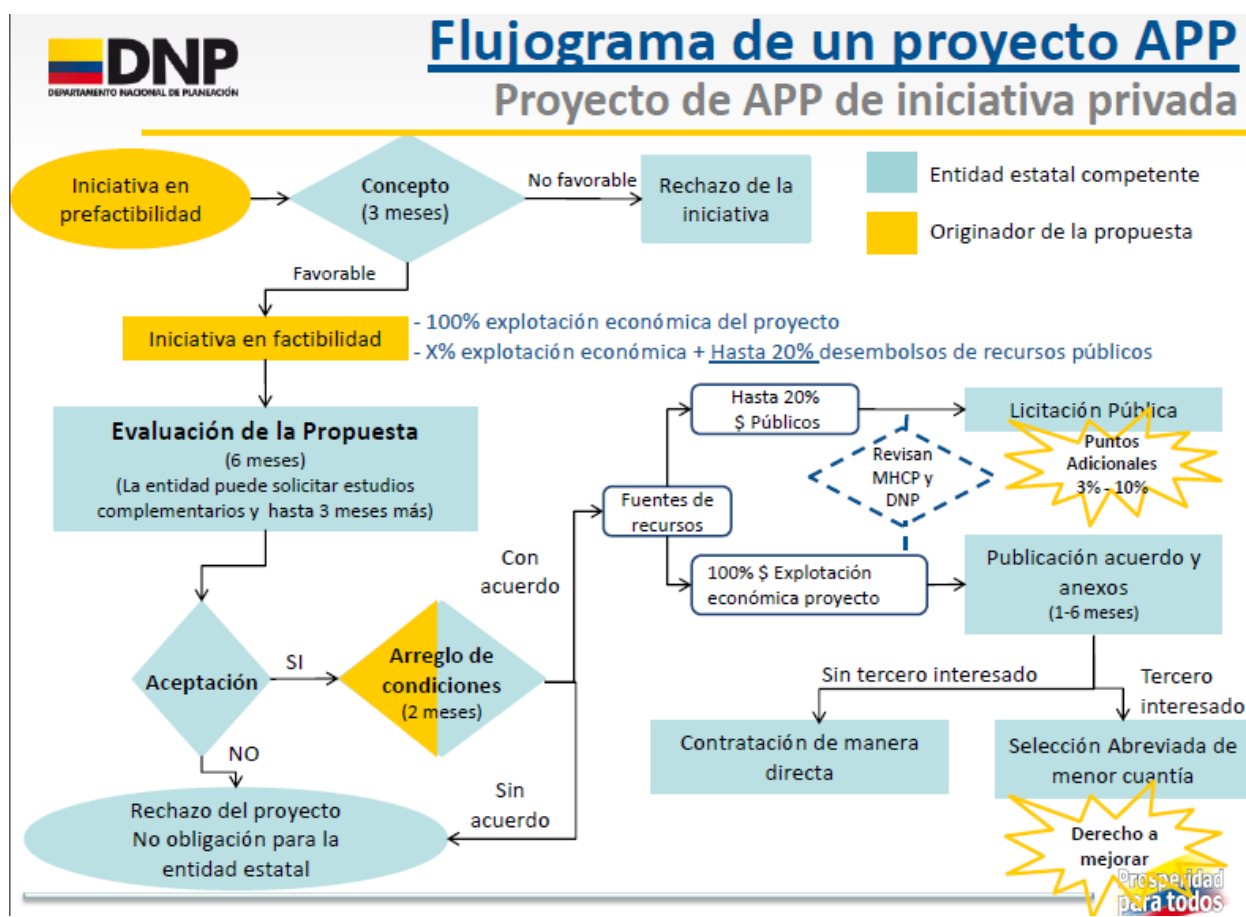 DNP
DEPARTAMENTO NACIONAL DE PLANEACIÓN
Flujograma de un proyecto APP
Proyecto de APP de iniciativa privada
Iniciativa en
prefactibilidad
Concepto
(3 meses)
No favorable
Rechazo de la
iniciativa
Entidad estatal competente
Originador de la propuesta
Favorable
Iniciativa en factibilidad
- 100% explotación económica del proyecto
- X% explotación económica + Hasta 20% desembolsos de recursos públicos
Evaluación de la Propuesta
(6 meses)
(La entidad puede solicitar estudios
complementarios y hasta 3 meses más)
Hasta 20%
$ Públicos
Licitación Pública
Puntos
Adicionales
3% - 10%
Revisan
MHCP y
DNP
Fuentes de
recursos
Con
acuerdo
100% $ Explotación
económica proyecto
Publicación acuerdo y
anexos
(1-6 meses)
Aceptación
SI
Arreglo de
condiciones
(2 meses)
Sin tercero interesado
Tercero
interesado
Contratación de manera
directa
Selección Abreviada de
menor cuantía
NO
Sin
acuerdo
Rechazo del proyecto
No obligación para la
entidad estatal
Derecho a
mejorar
Prosperidad
para todos